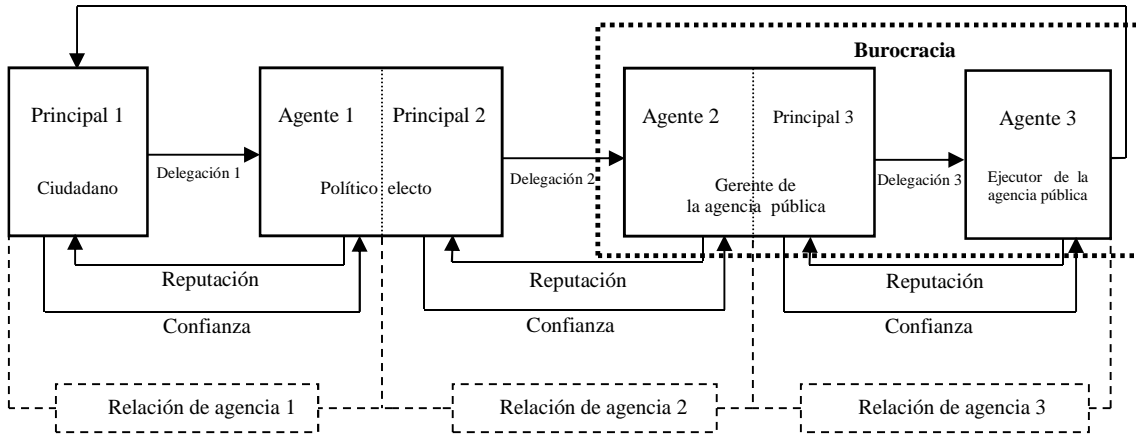 Burocracia
Principal 1
Ciudadano
Delegación 1
Agente 1
Principal 2
Político electo
Delegación 2
Agente 2
Principal 3
Gerente de
la agencia pública
Delegación 3
Agente 3
Ejecutor de la
agencia pública
Reputación
Confianza
Reputación
Confianza
Reputación
Confianza
Relación de agencia 1
Relación de agencia 2
Relación de agencia 3